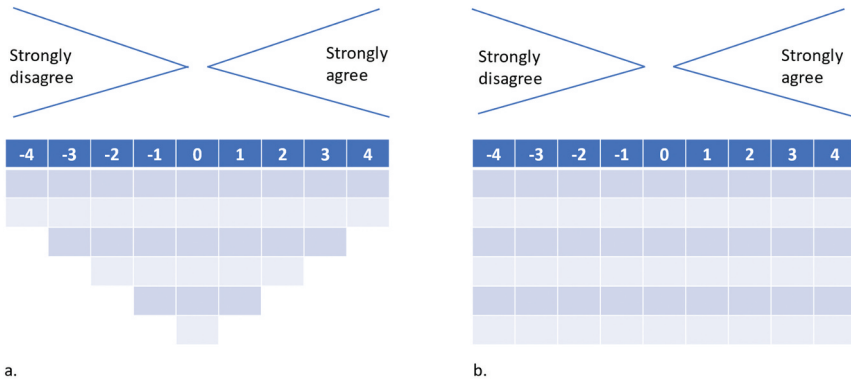 Strongly
disagree
Strongly
agree
-4 -3 -2 -1 0 1 2 3 4
a.
Strongly
disagree
Strongly
agree
-4 -3 -2 -1 0 1 2 3 4
b.